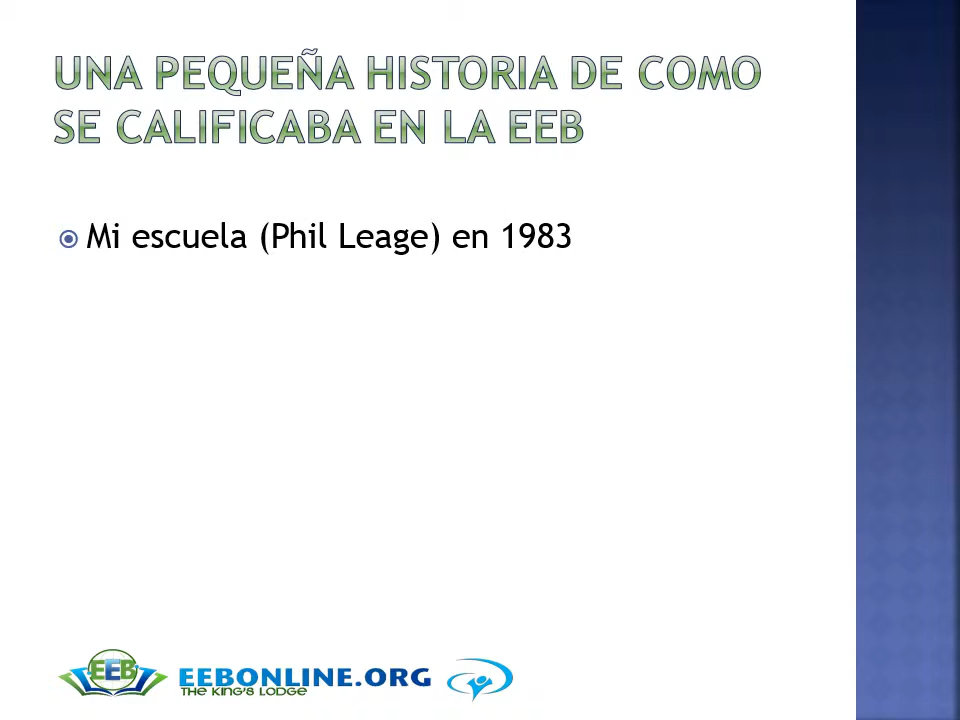 UNA PEQUEÑA HISTORIA DE COMO
SE CALIFICABA EN LA EEB
Mi escuela (Phil Leage) en 1983
EEB
EEBONLINE.ORG
THE KING'S LODGE